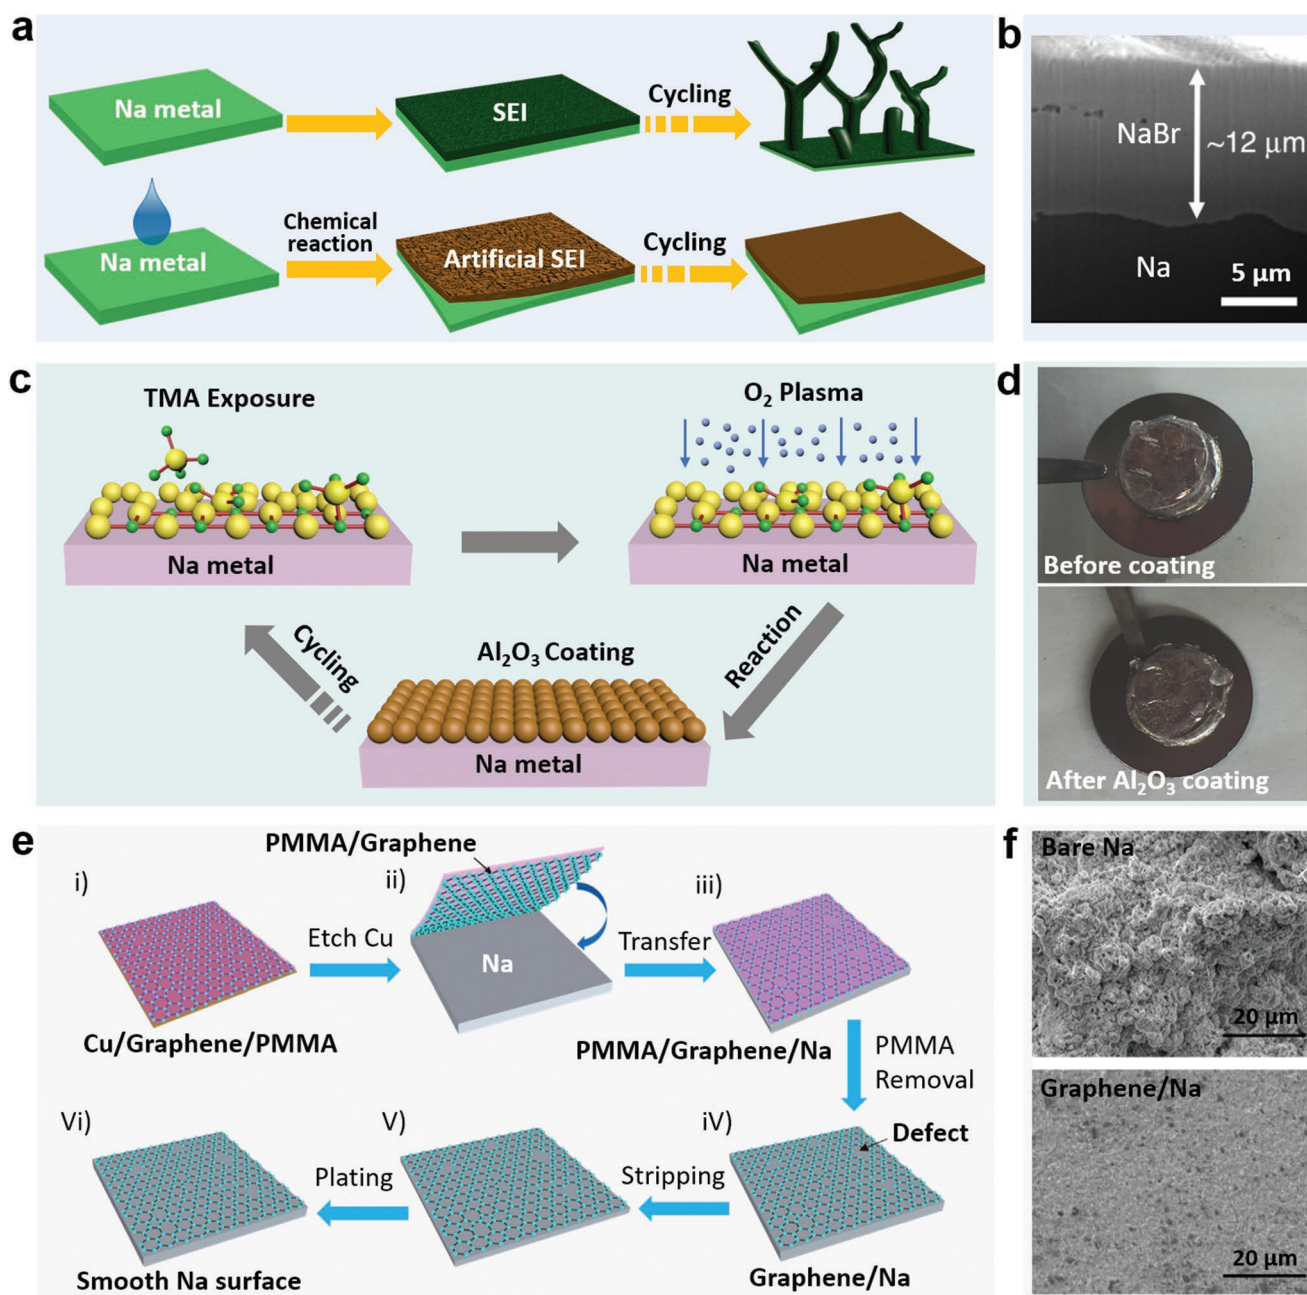 a
Na metal
SEI
Cycling
Na metal
Chemical
reaction
Artificial SEI
Cycling
b
NaBr
~12 μm
Na
5 μm
c
TMA Exposure
O₂ Plasma
Na metal
Na metal
Cycling
Al₂O₃ Coating
Reaction
Na metal
d
Before coating
After Al₂O₃ coating
e
PMMA/Graphene
i)
ii)
iii)
Etch Cu
Na
Transfer
Cu/Graphene/PMMA
PMMA/Graphene/Na
PMMA
Removal
Vi)
V)
iV)
Defect
Plating
Stripping
Smooth Na surface
Graphene/Na
f
Bare Na
20 μm
Graphene/Na
20 μm